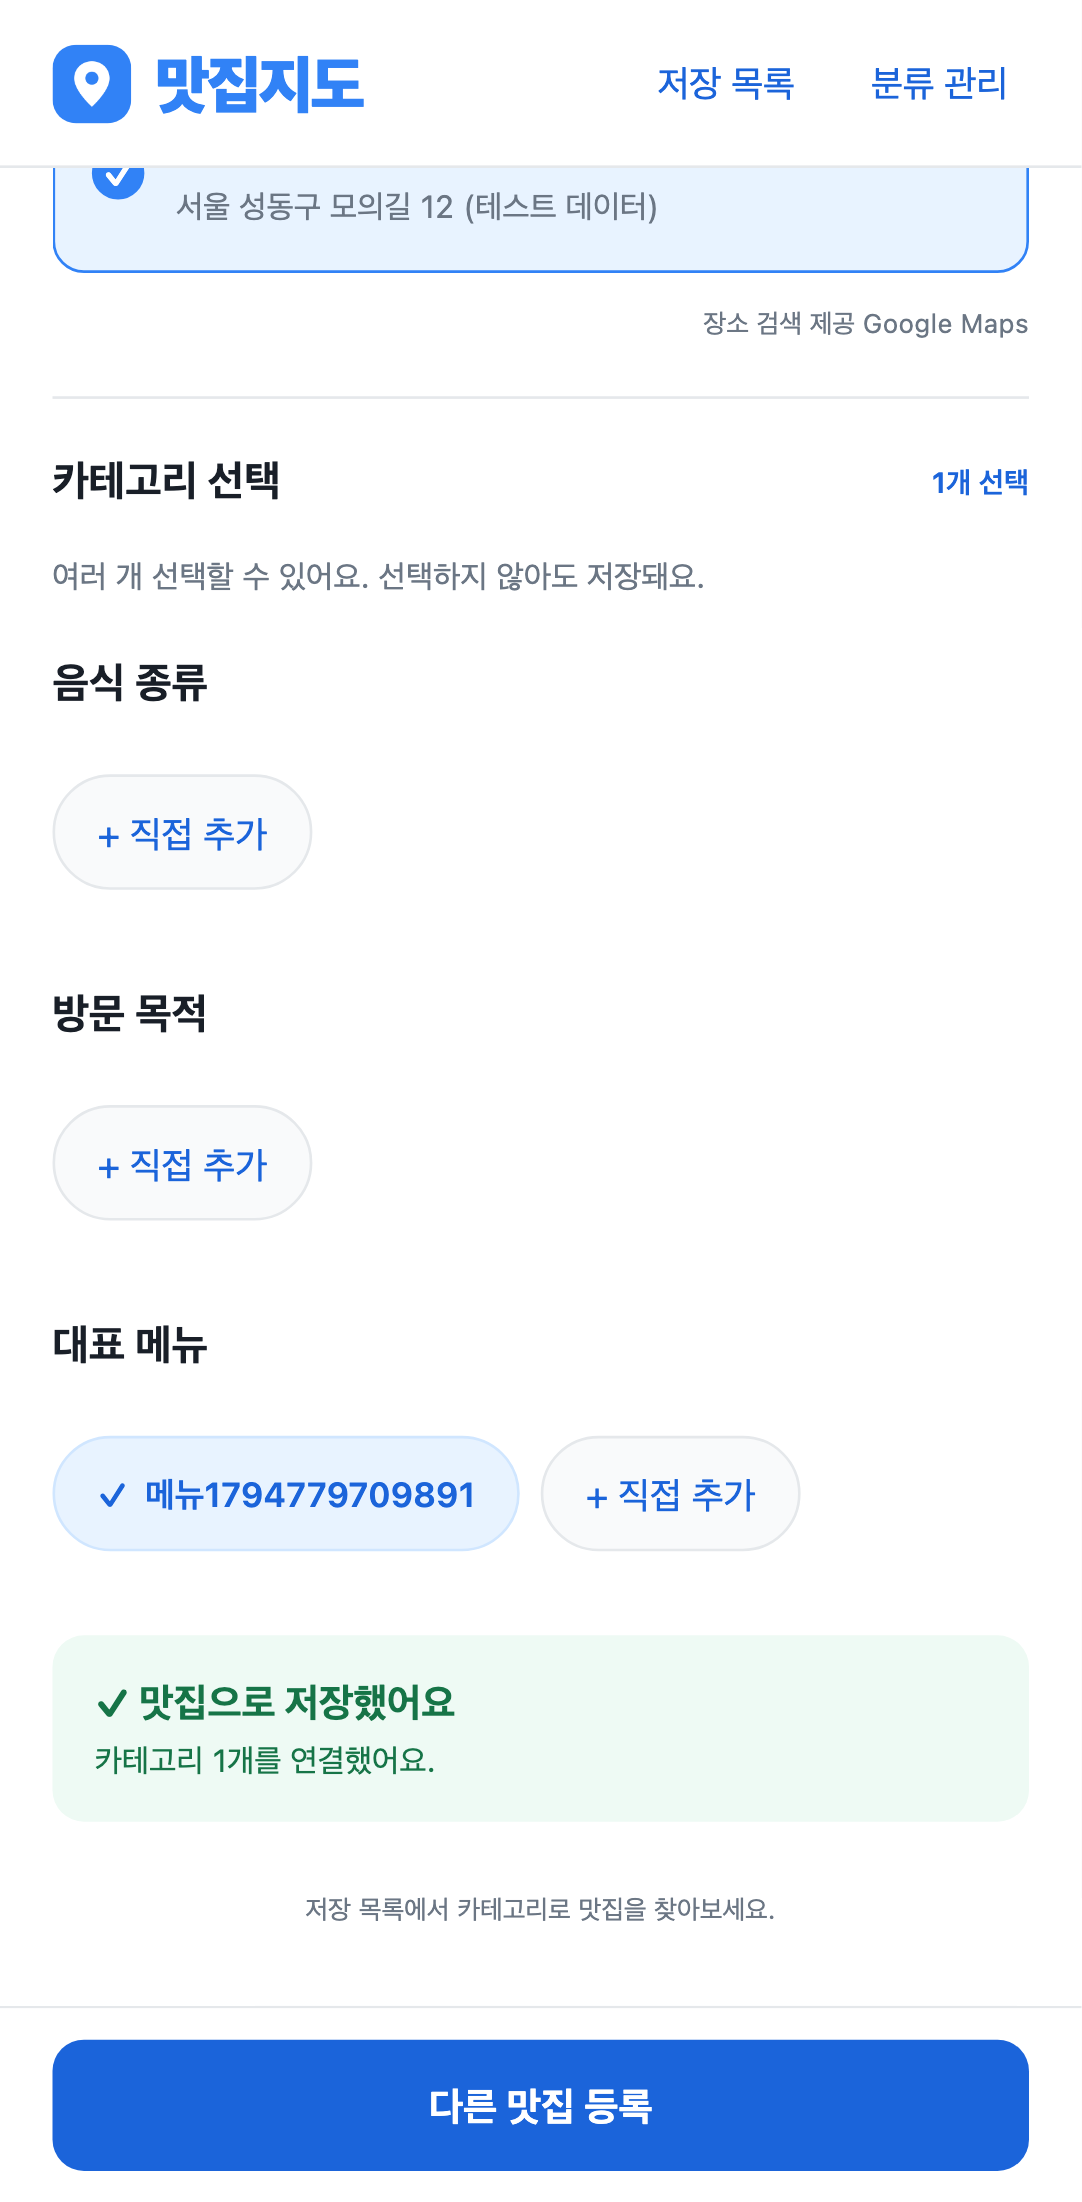 맛집지도
저장 목록
분류 관리
서울 성동구 모의길 12 (테스트 데이터)
장소 검색 제공 Google Maps
카테고리 선택
1개 선택
여러 개 선택할 수 있어요. 선택하지 않아도 저장돼요.
음식 종류
+ 직접 추가
방문 목적
+ 직접 추가
대표 메뉴
✓ 메뉴1794779709891
+ 직접 추가
✓ 맛집으로 저장했어요
카테고리 1개를 연결했어요.
저장 목록에서 카테고리로 맛집을 찾아보세요.
다른 맛집 등록